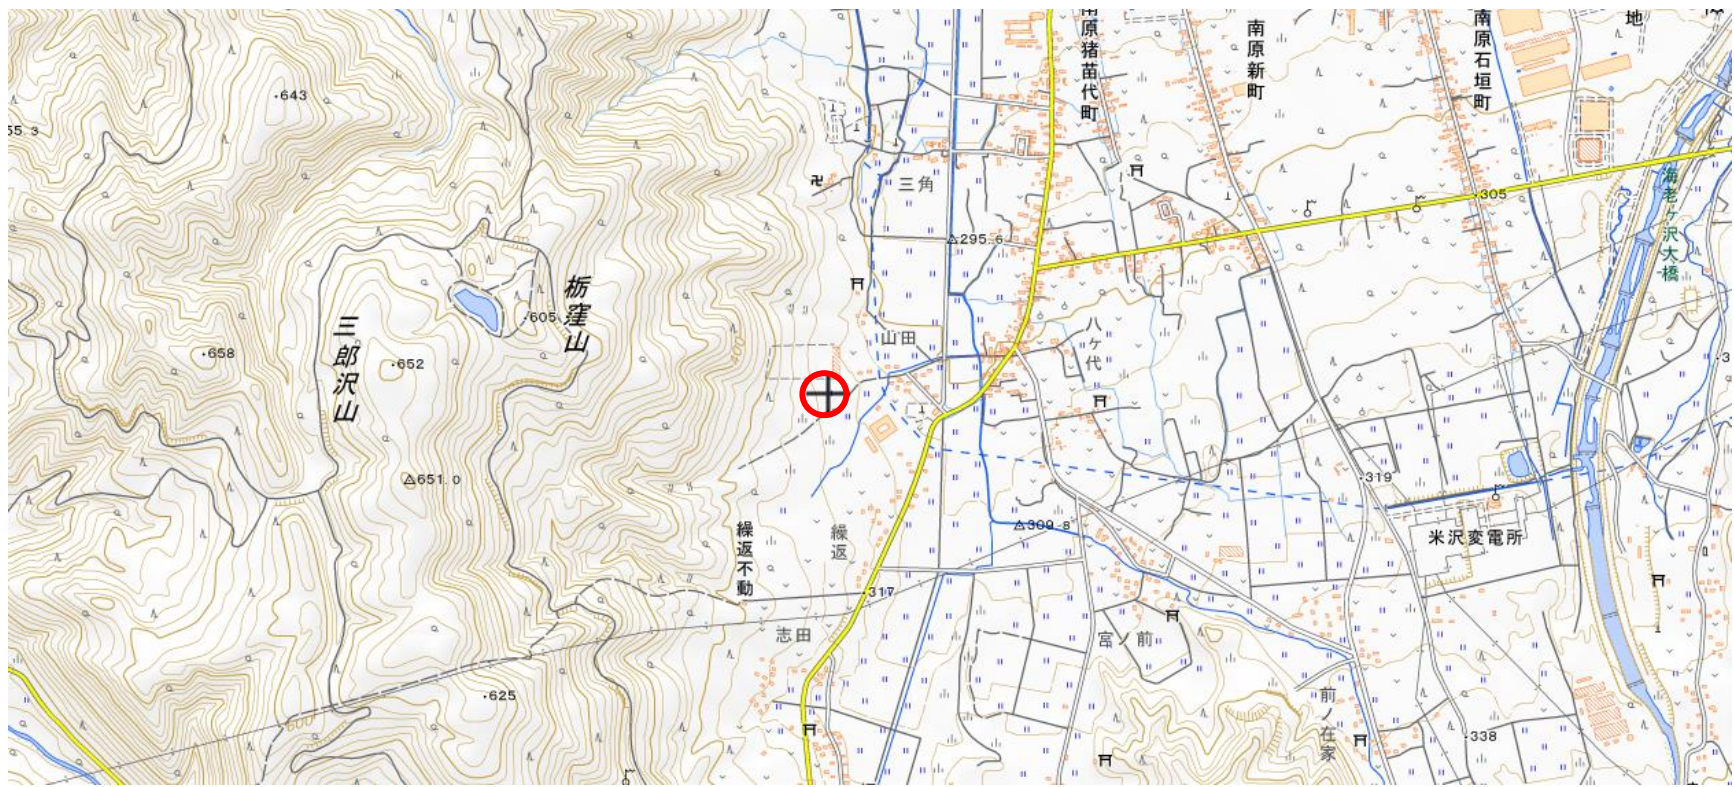 南原猪苗代町
南原新町
南原石垣町
地
・643
55.3
三角
卍
・305
海老ヶ沢大橋
△295.6
栃窪山
・605
三郎沢山
・658
・652
山田
八ケ代
△651.0
・319
繰返不動
繰返
△309.8
米沢変電所
・317
志田
宮ノ前
・625
前ノ在家
・338